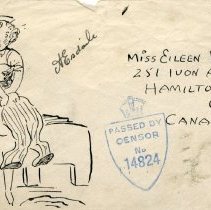 MISS EILEEN
251 IVON A
HAMILTO
CANA
PASSED BY
CENSOR
No
14824